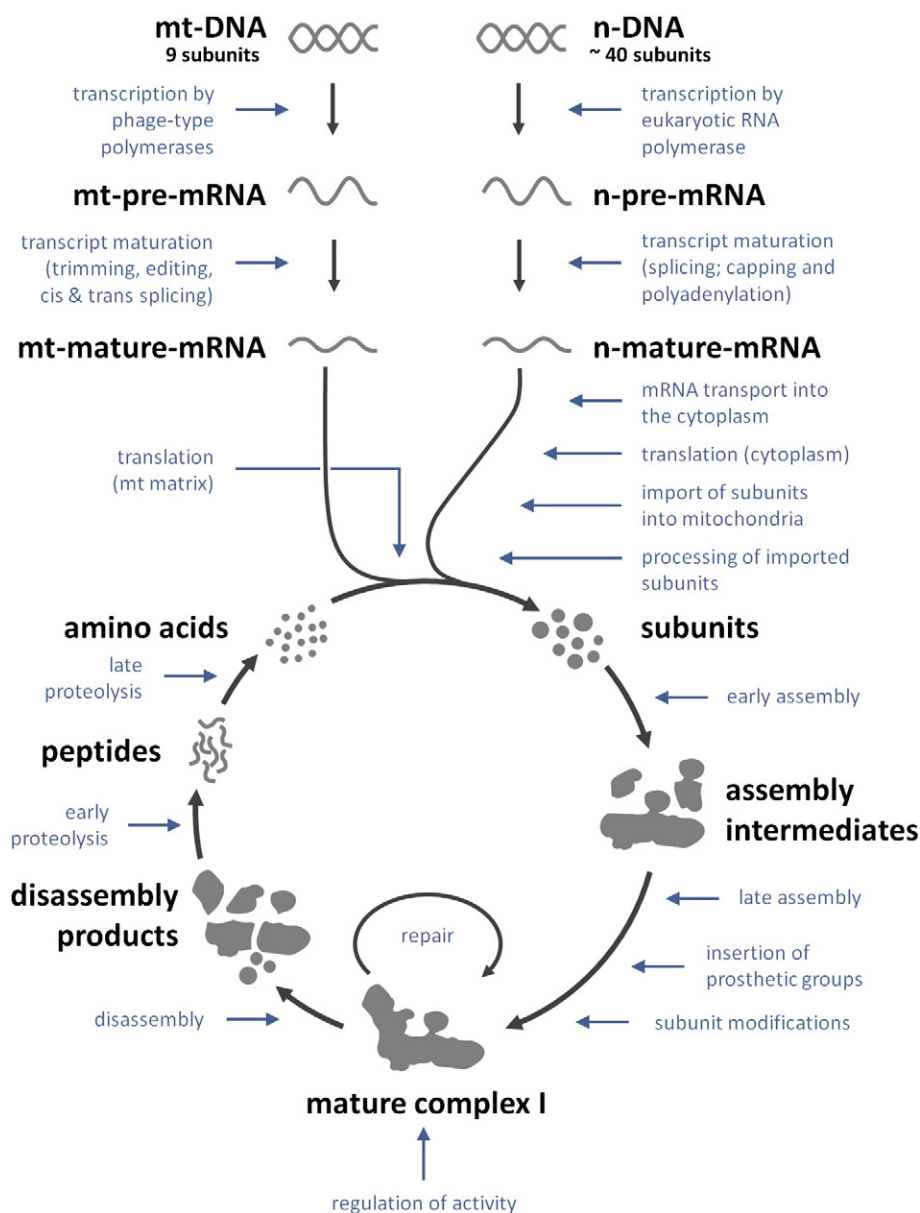 mt-DNA
9 subunits
n-DNA
~ 40 subunits
transcription by
phage-type
polymerases
transcription by
eukaryotic RNA
polymerase
mt-pre-mRNA
n-pre-mRNA
transcript maturation
(trimming, editing,
cis & trans splicing)
transcript maturation
(splicing; capping and
polyadenylation)
mt-mature-mRNA
n-mature-mRNA
mRNA transport into
the cytoplasm
translation
(mt matrix)
translation (cytoplasm)
import of subunits
into mitochondria
processing of imported
subunits
amino acids
subunits
late
proteolysis
early assembly
peptides
assembly
intermediates
early
proteolysis
disassembly
products
late assembly
repair
insertion of
prosthetic groups
disassembly
subunit modifications
mature complex I
regulation of activity